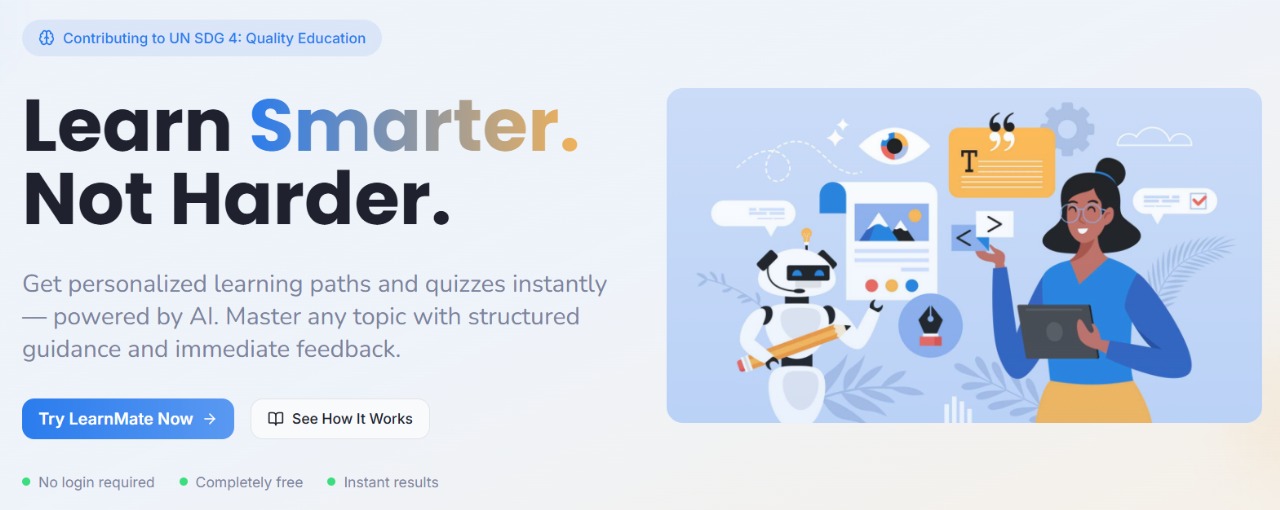 Contributing to UN SDG 4: Quality Education
Learn Smarter.
Not Harder.
Get personalized learning paths and quizzes instantly
— powered by AI. Master any topic with structured
guidance and immediate feedback.
Try LearnMate Now →
See How It Works
No login required
Completely free
Instant results
”
T
< >